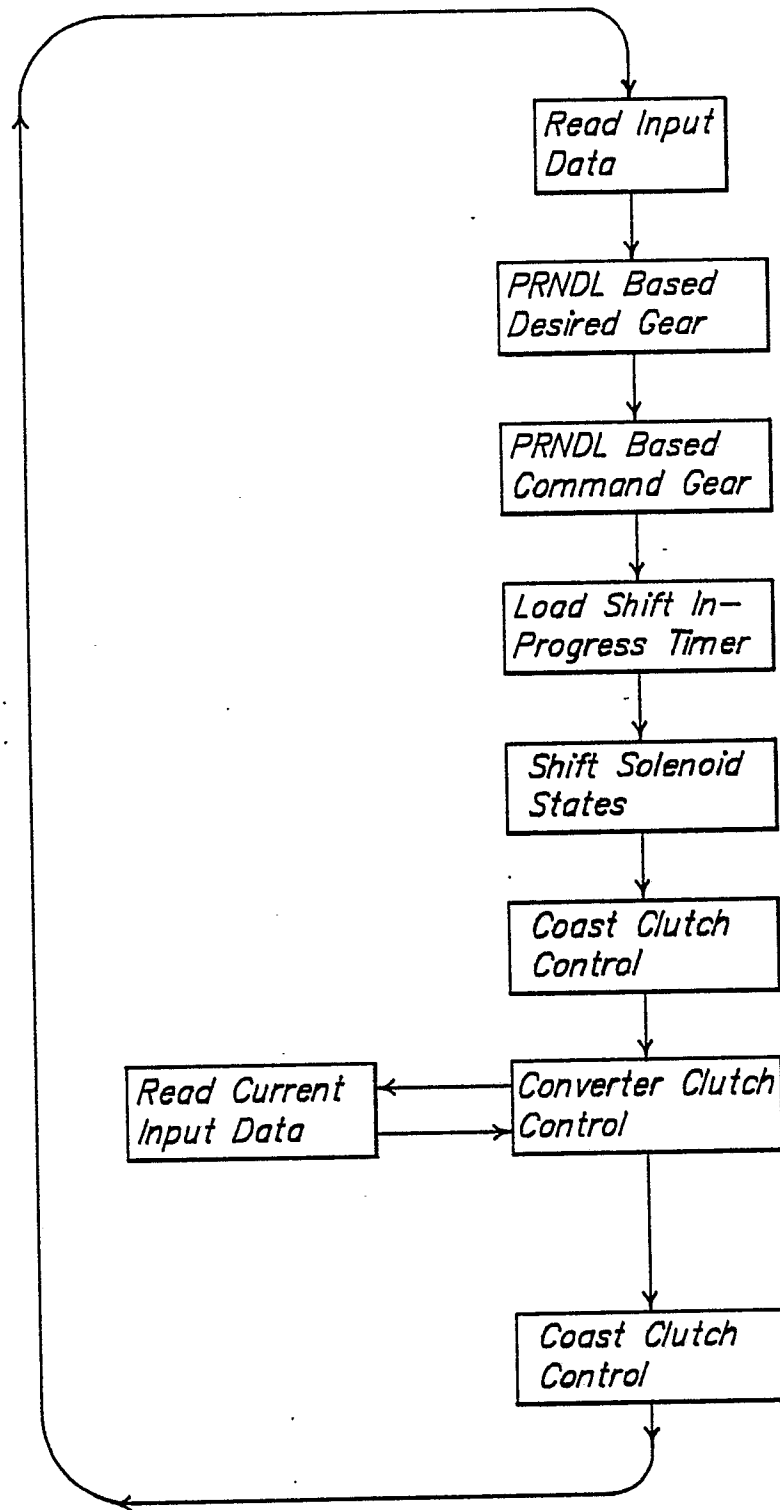 Read Input
Data
PRNDL Based
Desired Gear
PRNDL Based
Command Gear
Load Shift In-
Progress Timer
Shift Solenoid
States
Coast Clutch
Control
Read Current
Input Data
Converter Clutch
Control
Coast Clutch
Control